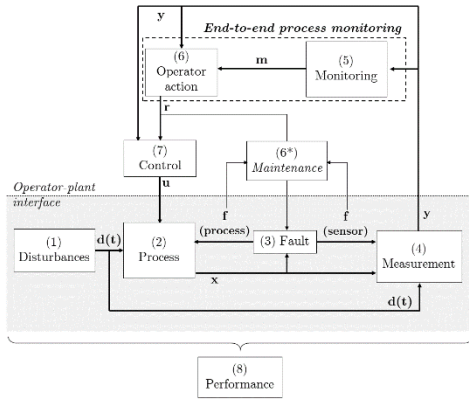 y
End-to-end process monitoring
(6)
Operator
action
m
(5)
Monitoring
r
(7)
Control
(6*)
Maintenance
Operator-plant
interface
u
f
f
y
(1)
Disturbances
d(t)
(2)
Process
(process)
(3) Fault
(sensor)
(4)
Measurement
x
d(t)
(8)
Performance